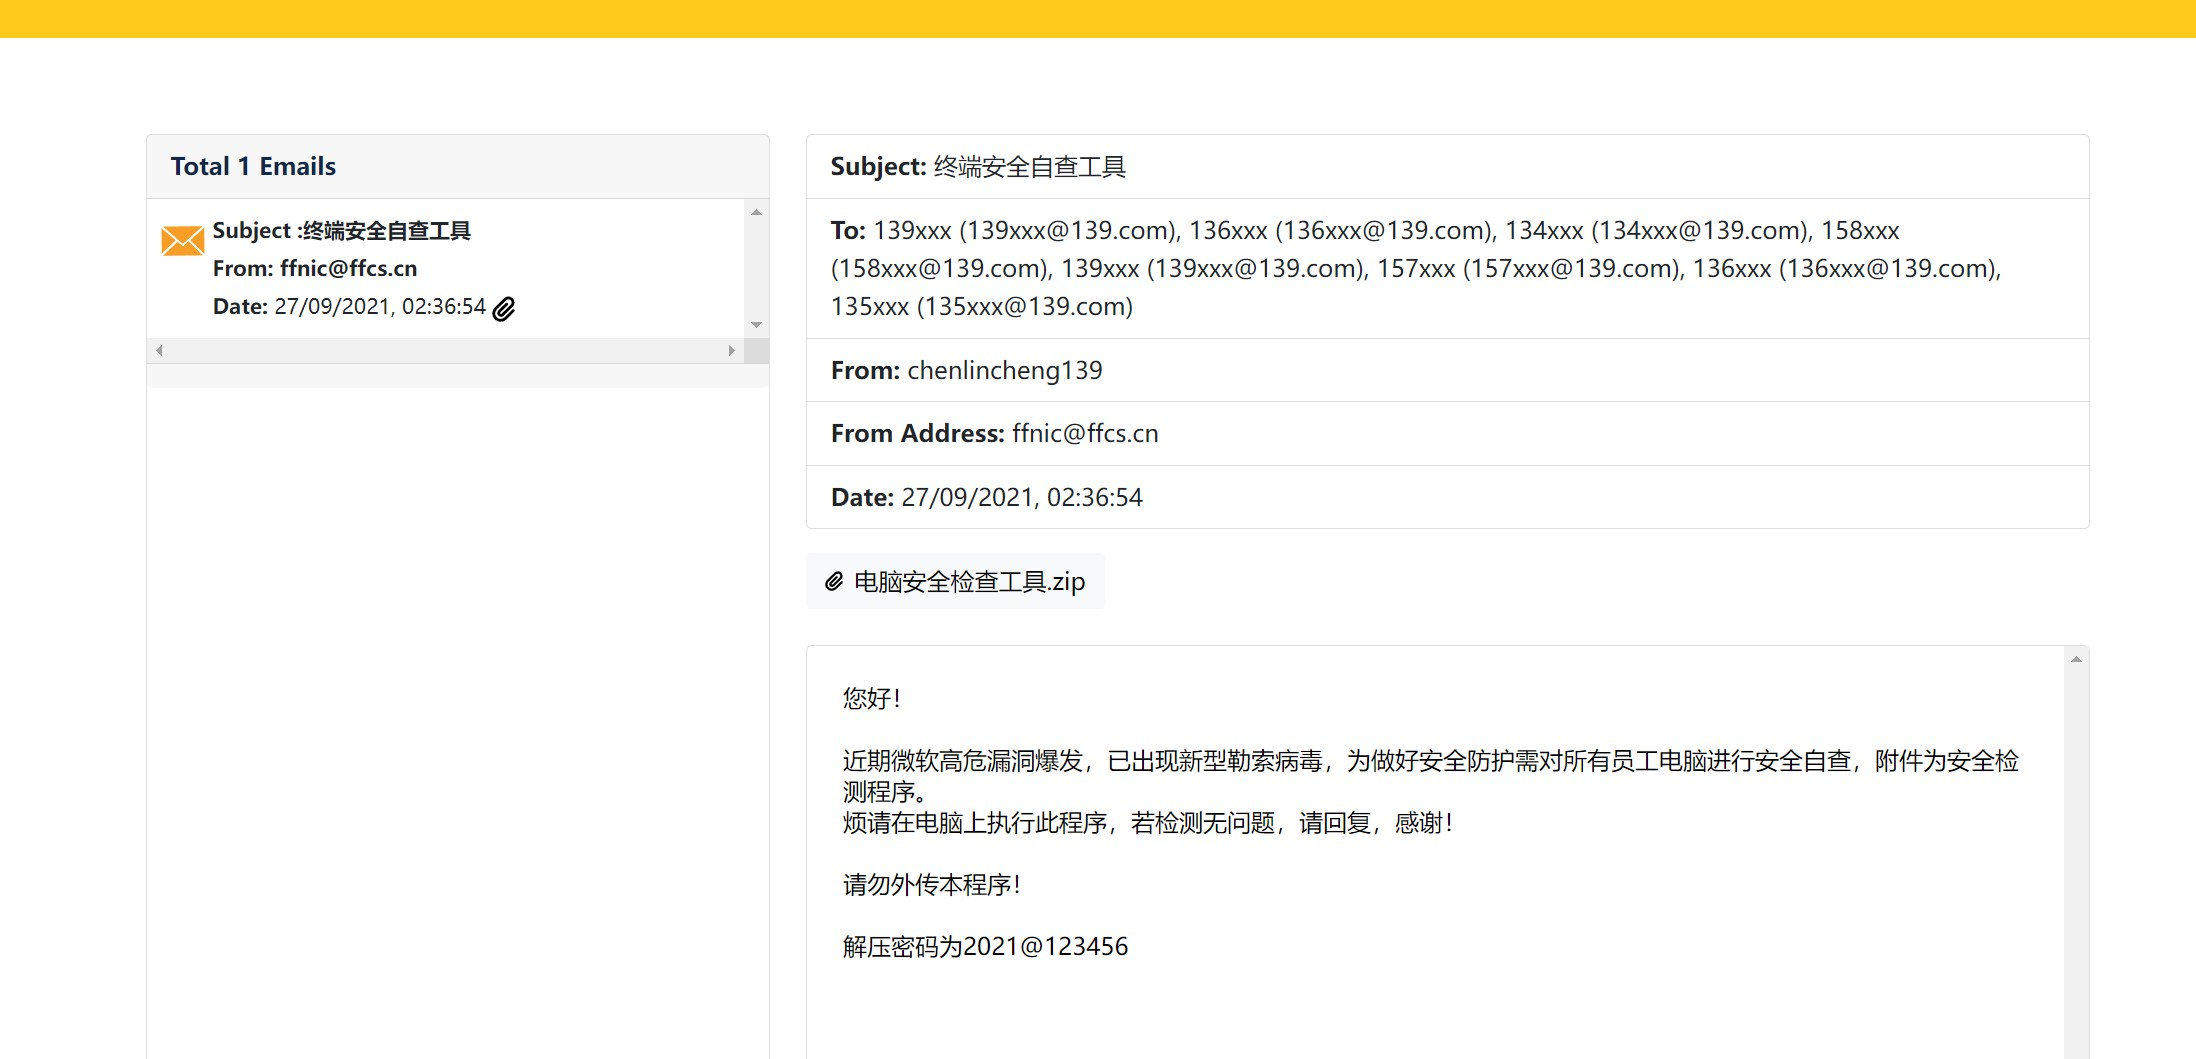 Total 1 Emails
Subject :终端安全自查工具
From: ffnic@ffcs.cn
Date: 27/09/2021, 02:36:54
Subject: 终端安全自查工具
To: 139xxx (139xxx@139.com), 136xxx (136xxx@139.com), 134xxx (134xxx@139.com), 158xxx
(158xxx@139.com), 139xxx (139xxx@139.com), 157xxx (157xxx@139.com), 136xxx (136xxx@139.com),
135xxx (135xxx@139.com)
From: chenlincheng139
From Address: ffnic@ffcs.cn
Date: 27/09/2021, 02:36:54
电脑安全检查工具.zip
您好！
近期微软高危漏洞爆发，已出现新型勒索病毒，为做好安全防护需对所有员工电脑进行安全自查，附件为安全检
测程序。
烦请在电脑上执行此程序，若检测无问题，请回复，感谢！
请勿外传本程序！
解压密码为2021@123456